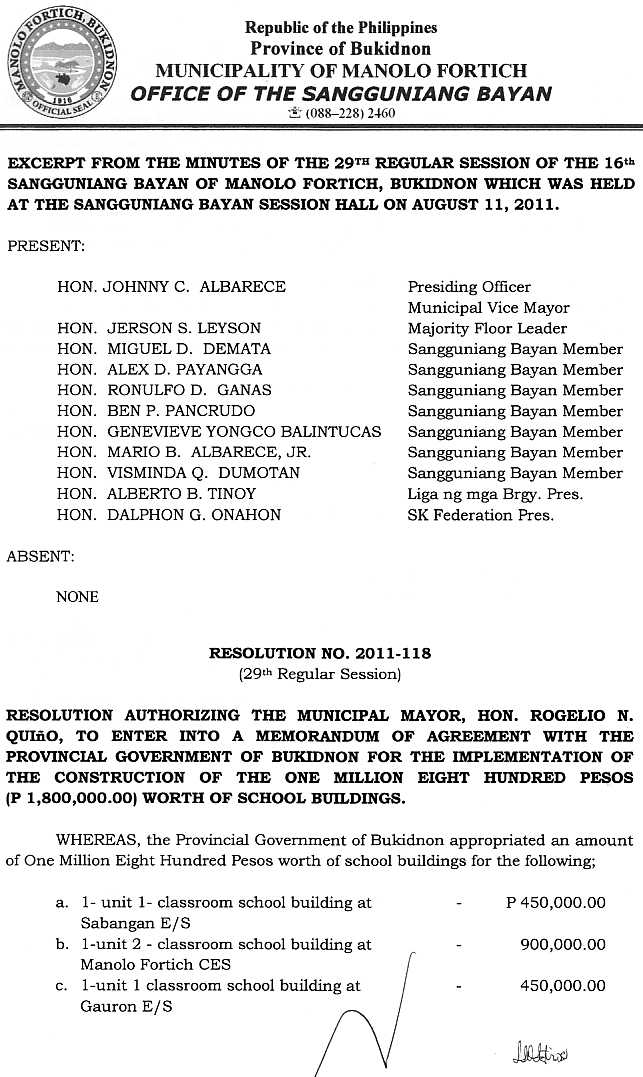 MANOLO FORTICH, BUKIDNON
1916
OFFICIAL SEAL
Republic of the Philippines
Province of Bukidnon
MUNICIPALITY OF MANOLO FORTICH
OFFICE OF THE SANGGUNIANG BAYAN
☏ (088–228) 2460
EXCERPT FROM THE MINUTES OF THE 29TH REGULAR SESSION OF THE 16th
SANGGUNIANG BAYAN OF MANOLO FORTICH, BUKIDNON WHICH WAS HELD
AT THE SANGGUNIANG BAYAN SESSION HALL ON AUGUST 11, 2011.
PRESENT:
HON. JOHNNY C. ALBARECE Presiding Officer
Municipal Vice Mayor
HON. JERSON S. LEYSON Majority Floor Leader
HON. MIGUEL D. DEMATA Sangguniang Bayan Member
HON. ALEX D. PAYANGGA Sangguniang Bayan Member
HON. RONULFO D. GANAS Sangguniang Bayan Member
HON. BEN P. PANCRUDO Sangguniang Bayan Member
HON. GENEVIEVE YONGCO BALINTUCAS Sangguniang Bayan Member
HON. MARIO B. ALBARECE, JR. Sangguniang Bayan Member
HON. VISMINDA Q. DUMOTAN Sangguniang Bayan Member
HON. ALBERTO B. TINOY Liga ng mga Brgy. Pres.
HON. DALPHON G. ONAHON SK Federation Pres.
ABSENT:
NONE
RESOLUTION NO. 2011-118
(29th Regular Session)
RESOLUTION AUTHORIZING THE MUNICIPAL MAYOR, HON. ROGELIO N.
QUIñO, TO ENTER INTO A MEMORANDUM OF AGREEMENT WITH THE
PROVINCIAL GOVERNMENT OF BUKIDNON FOR THE IMPLEMENTATION OF
THE CONSTRUCTION OF THE ONE MILLION EIGHT HUNDRED PESOS
(P 1,800,000.00) WORTH OF SCHOOL BUILDINGS.
WHEREAS, the Provincial Government of Bukidnon appropriated an amount
of One Million Eight Hundred Pesos worth of school buildings for the following;
a. 1- unit 1- classroom school building at - P 450,000.00
Sabangan E/S
b. 1-unit 2 - classroom school building at - 900,000.00
Manolo Fortich CES
c. 1-unit 1 classroom school building at - 450,000.00
Gauron E/S